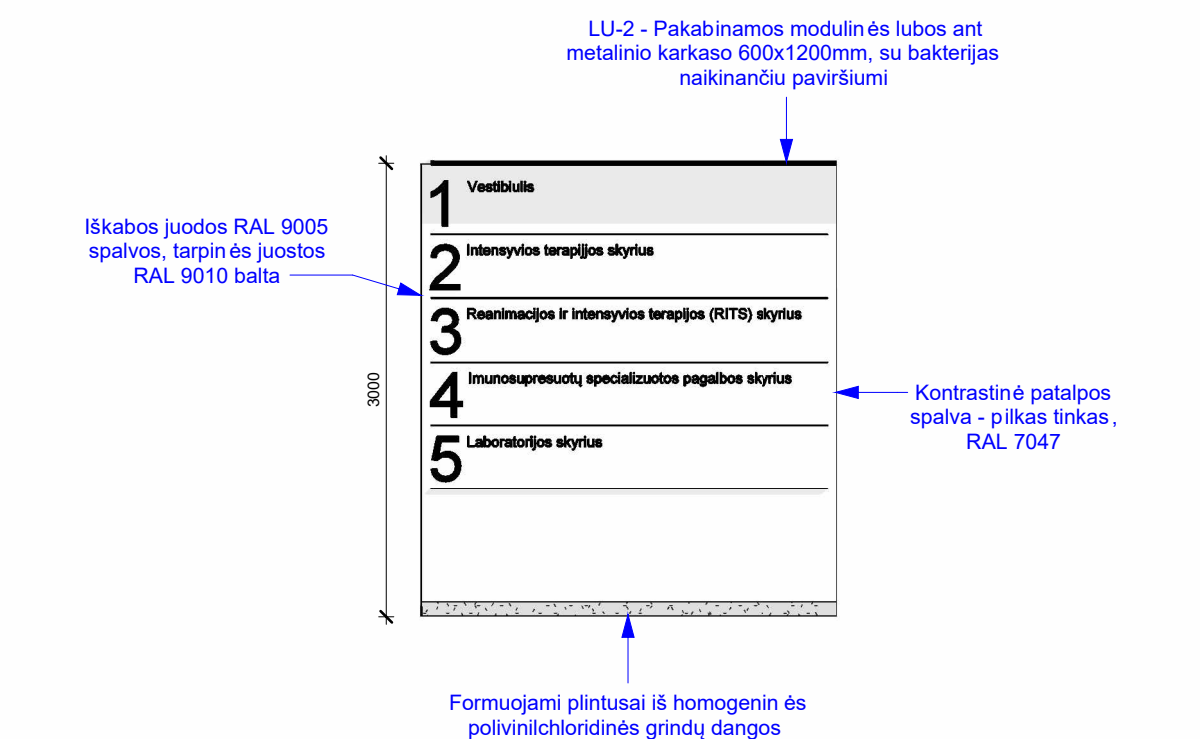 LU-2 - Pakabinamos modulinės lubos ant
metalinio karkaso 600x1200mm, su bakterijas
naikinančiu paviršiumi
1 Vestibiulis
Iškabos juodos RAL 9005
spalvos, tarpinės juostos
RAL 9010 balta
2 Intensyvios terapijjos skyrius
3 Reanimacijos ir intensyvios terapijos (RITS) skyrius
4 Imunosupresuotų specializuotos pagalbos skyrius
5 Laboratorijos skyrius
3000
Kontrastinė patalpos
spalva - pilkas tinkas,
RAL 7047
Formuojami plintusai iš homogeninės
polivinilchloridinės grindų dangos